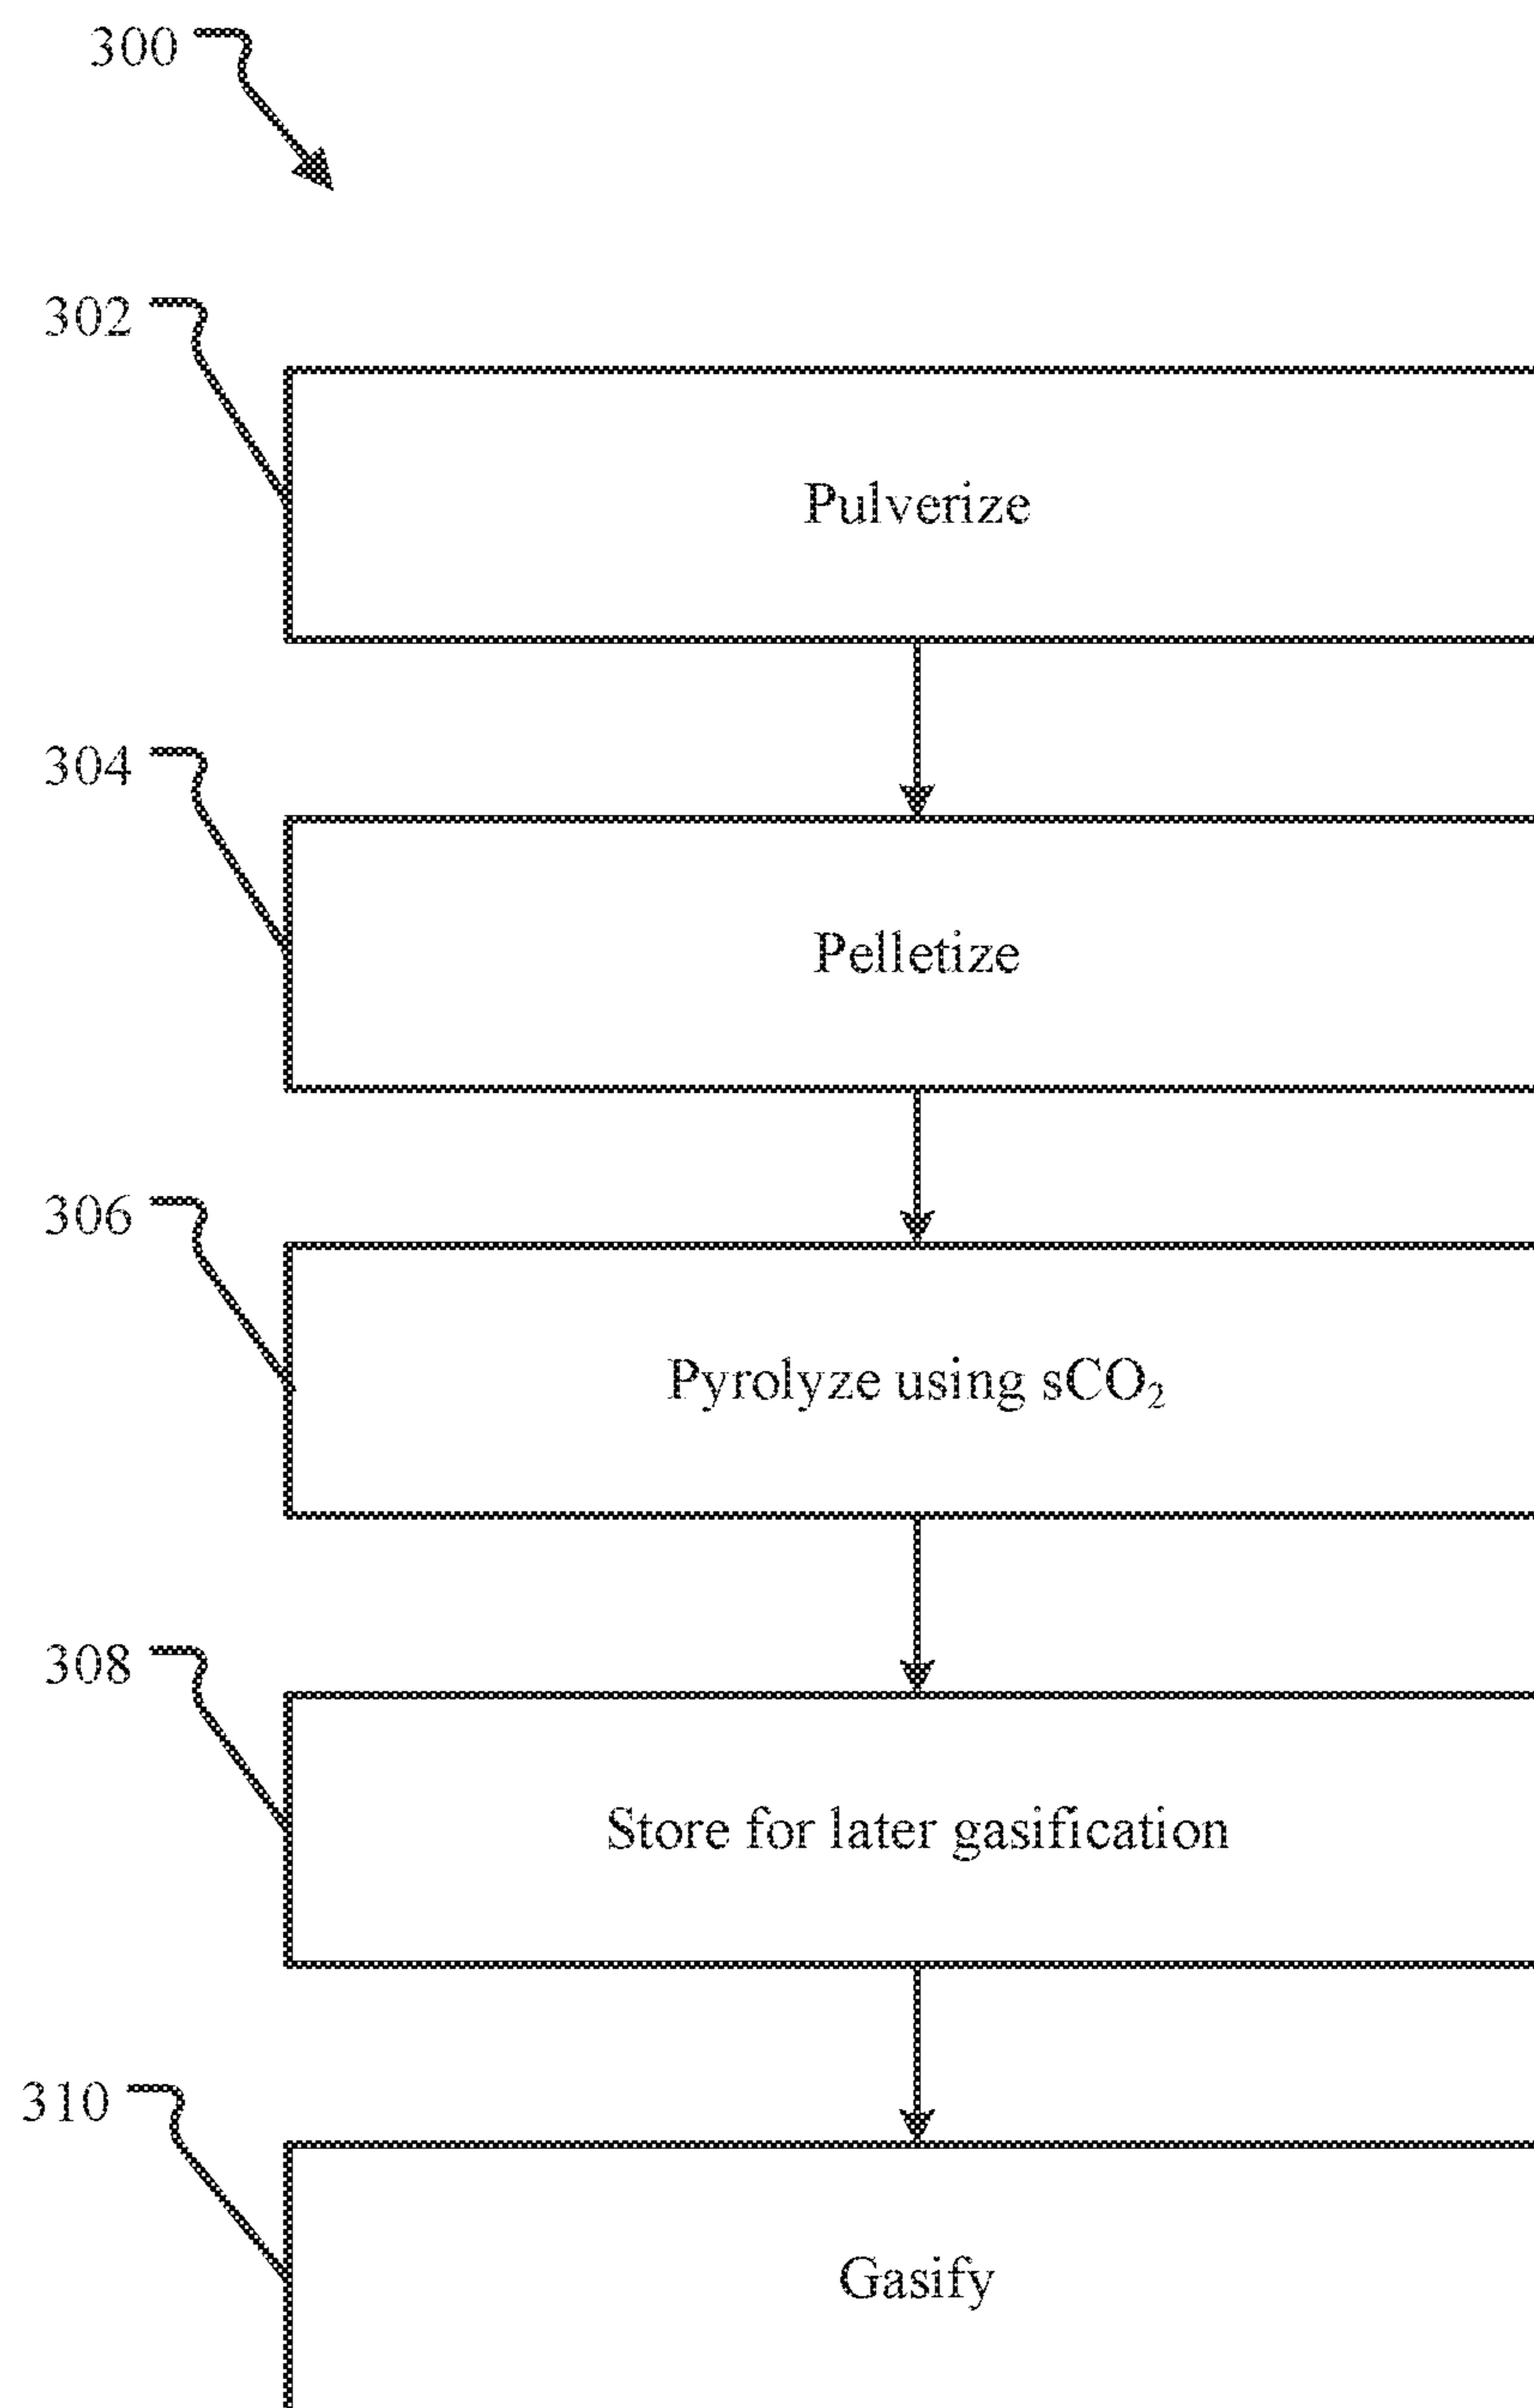 300
302
Pulverize
304
Pelletize
306
Pyrolyze using sCO₂
308
Store for later gasification
310
Gasify